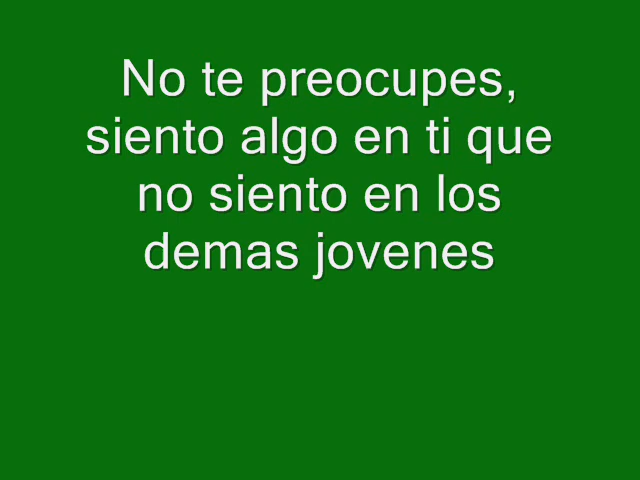 No te preocupes,
siento algo en ti que
no siento en los
demas jovenes